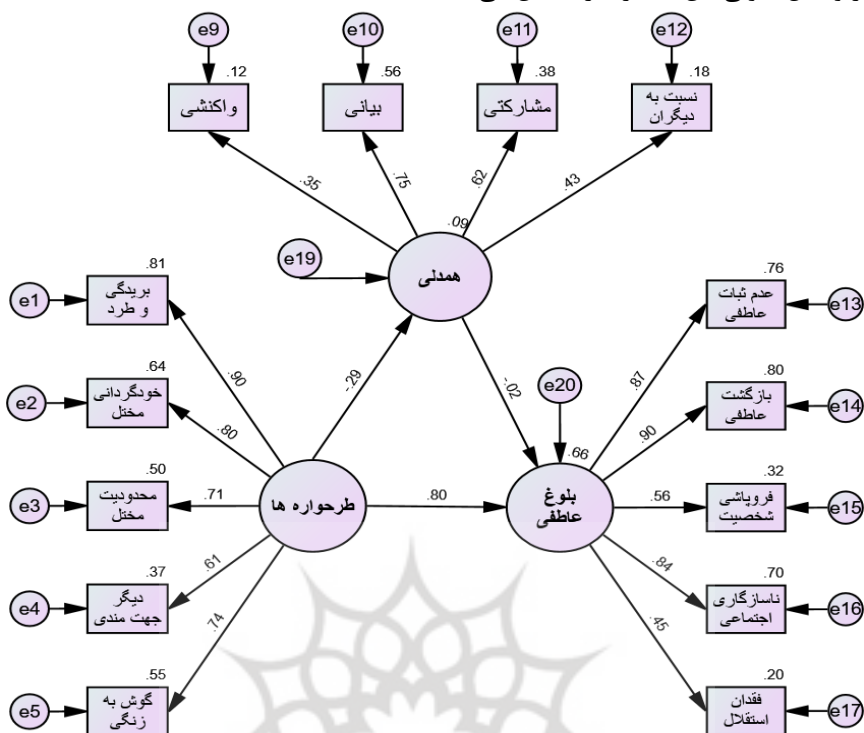 e9
e10
e11
e12
.12
.56
.38
.18
واکنشی
بیانی
مشارکتی
نسبت به
دیگران
.35
.75
.62
.43
.09
e19
همدلی
.81
e1
بریدگی
و طرد
.90
.64
e2
خودگردانی
مختل
.80
.50
e3
محدودیت
مختل
.71
.37
e4
دیگر
جهت مندی
.61
.55
e5
گوش به
زنگی
.74
طرحواره ها
-.29
-.02
.80
e20
.66
بلوغ
عاطفی
.76
عدم ثبات
عاطفی
e13
.87
.80
بازگشت
عاطفی
e14
.90
.32
فروپاشی
شخصیت
e15
.56
.70
ناسازگاری
اجتماعی
e16
.84
.20
فقدان
استقلال
e17
.45